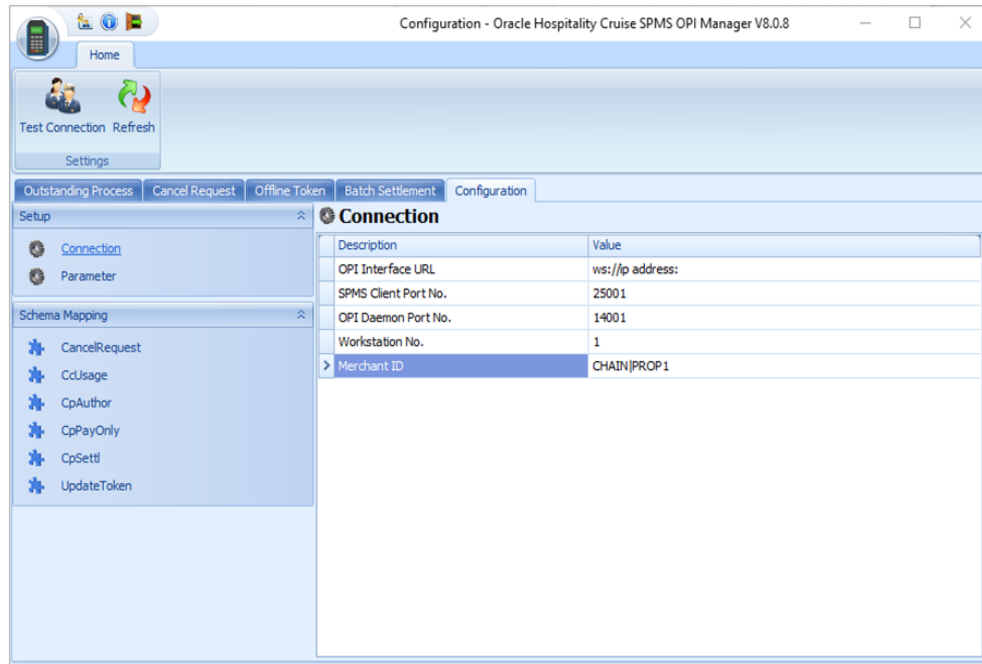 Configuration - Oracle Hospitality Cruise SPMS OPI Manager V8.0.8
Home
Test Connection Refresh
Settings
Outstanding Process Cancel Request Offline Token Batch Settlement Configuration
Setup
Connection
Parameter
Schema Mapping
CancelRequest
CcUsage
CpAuthor
CpPayOnly
CpSettl
UpdateToken
Connection
Description Value
OPI Interface URL ws://ip address:
SPMS Client Port No. 25001
OPI Daemon Port No. 14001
Workstation No. 1
Merchant ID CHAIN|PROP1